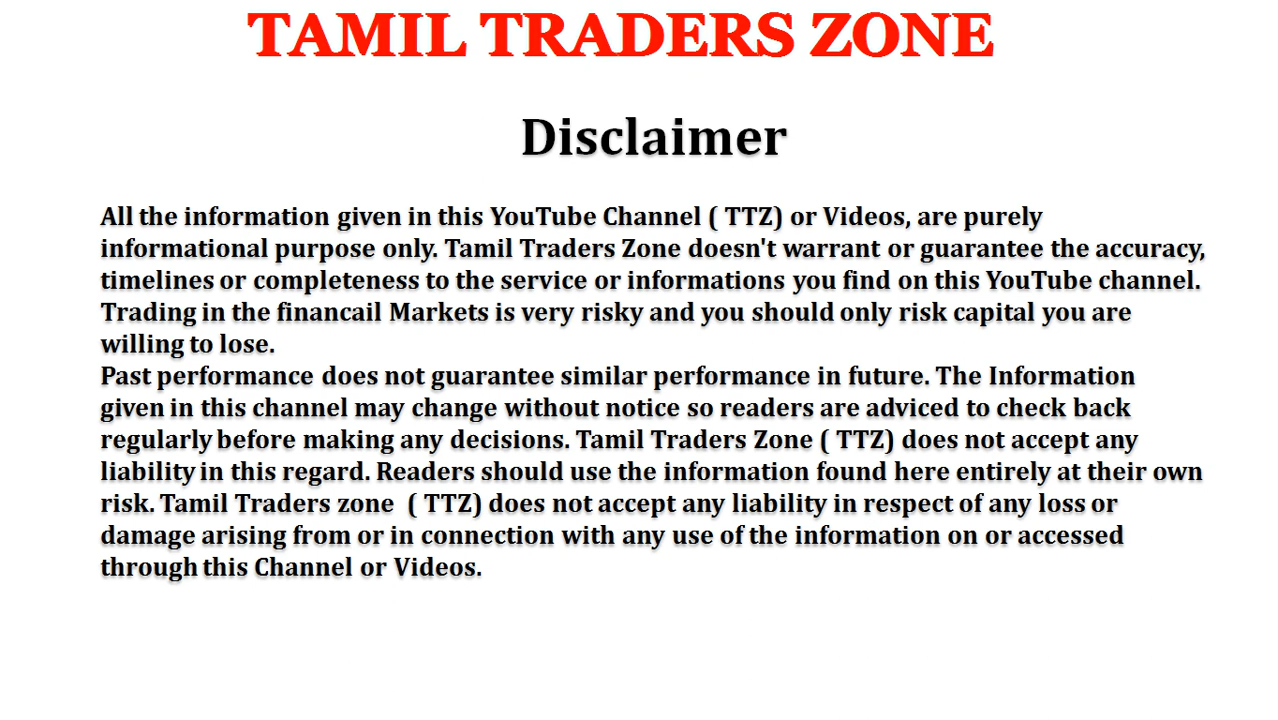 TAMIL TRADERS ZONE
Disclaimer
All the information given in this YouTube Channel ( TTZ) or Videos, are purely
informational purpose only. Tamil Traders Zone doesn't warrant or guarantee the accuracy,
timelines or completeness to the service or informations you find on this YouTube channel.
Trading in the financail Markets is very risky and you should only risk capital you are
willing to lose.
Past performance does not guarantee similar performance in future. The Information
given in this channel may change without notice so readers are adviced to check back
regularly before making any decisions. Tamil Traders Zone ( TTZ) does not accept any
liability in this regard. Readers should use the information found here entirely at their own
risk. Tamil Traders zone  ( TTZ) does not accept any liability in respect of any loss or
damage arising from or in connection with any use of the information on or accessed
through this Channel or Videos.